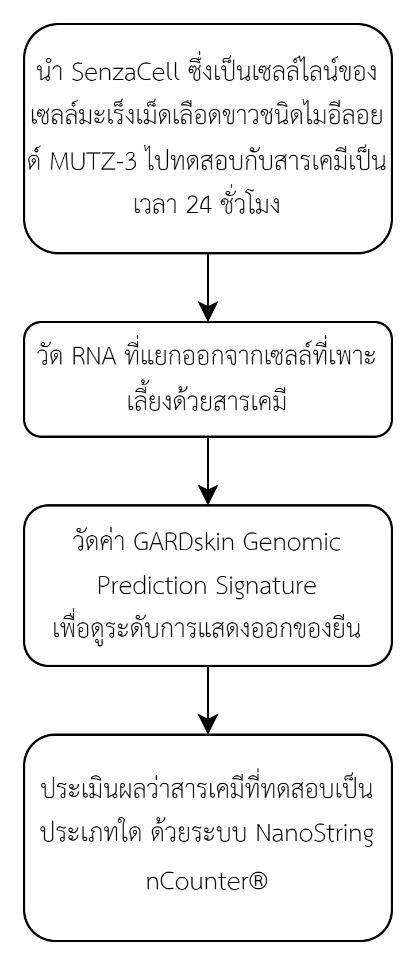 นำ SenzaCell ซึ่งเป็นเซลล์ไลน์ของ
เซลล์มะเร็งเม็ดเลือดขาวชนิดไมอีลอย
ด์ MUTZ-3 ไปทดสอบกับสารเคมีเป็น
เวลา 24 ชั่วโมง
วัด RNA ที่แยกออกจากเซลล์ที่เพาะ
เลี้ยงด้วยสารเคมี
วัดค่า GARDskin Genomic
Prediction Signature
เพื่อดูระดับการแสดงออกของยีน
ประเมินผลว่าสารเคมีที่ทดสอบเป็น
ประเภทใด ด้วยระบบ NanoString
nCounter®